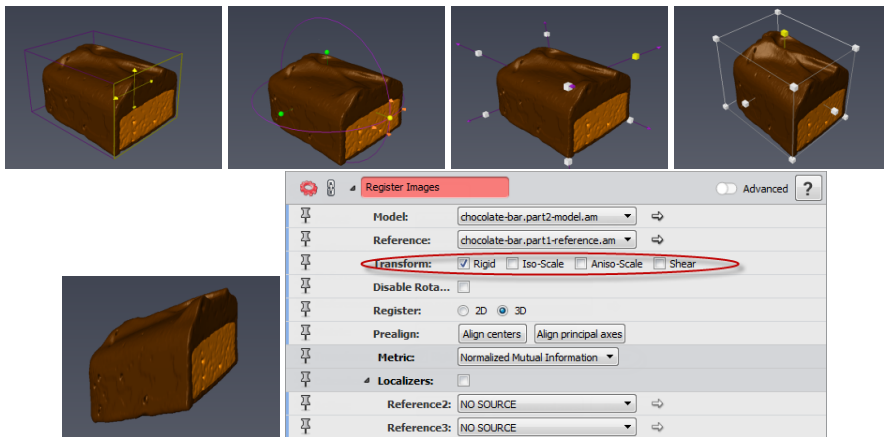 Register Images Advanced ?
Model: chocolate-bar.part2-model.am
Reference: chocolate-bar.part1-reference.am
Transform: Rigid Iso-Scale Aniso-Scale Shear
Disable Rota...
Register: 2D 3D
Prealign: Align centers Align principal axes
Metric: Normalized Mutual Information
Localizers:
Reference2: NO SOURCE
Reference3: NO SOURCE